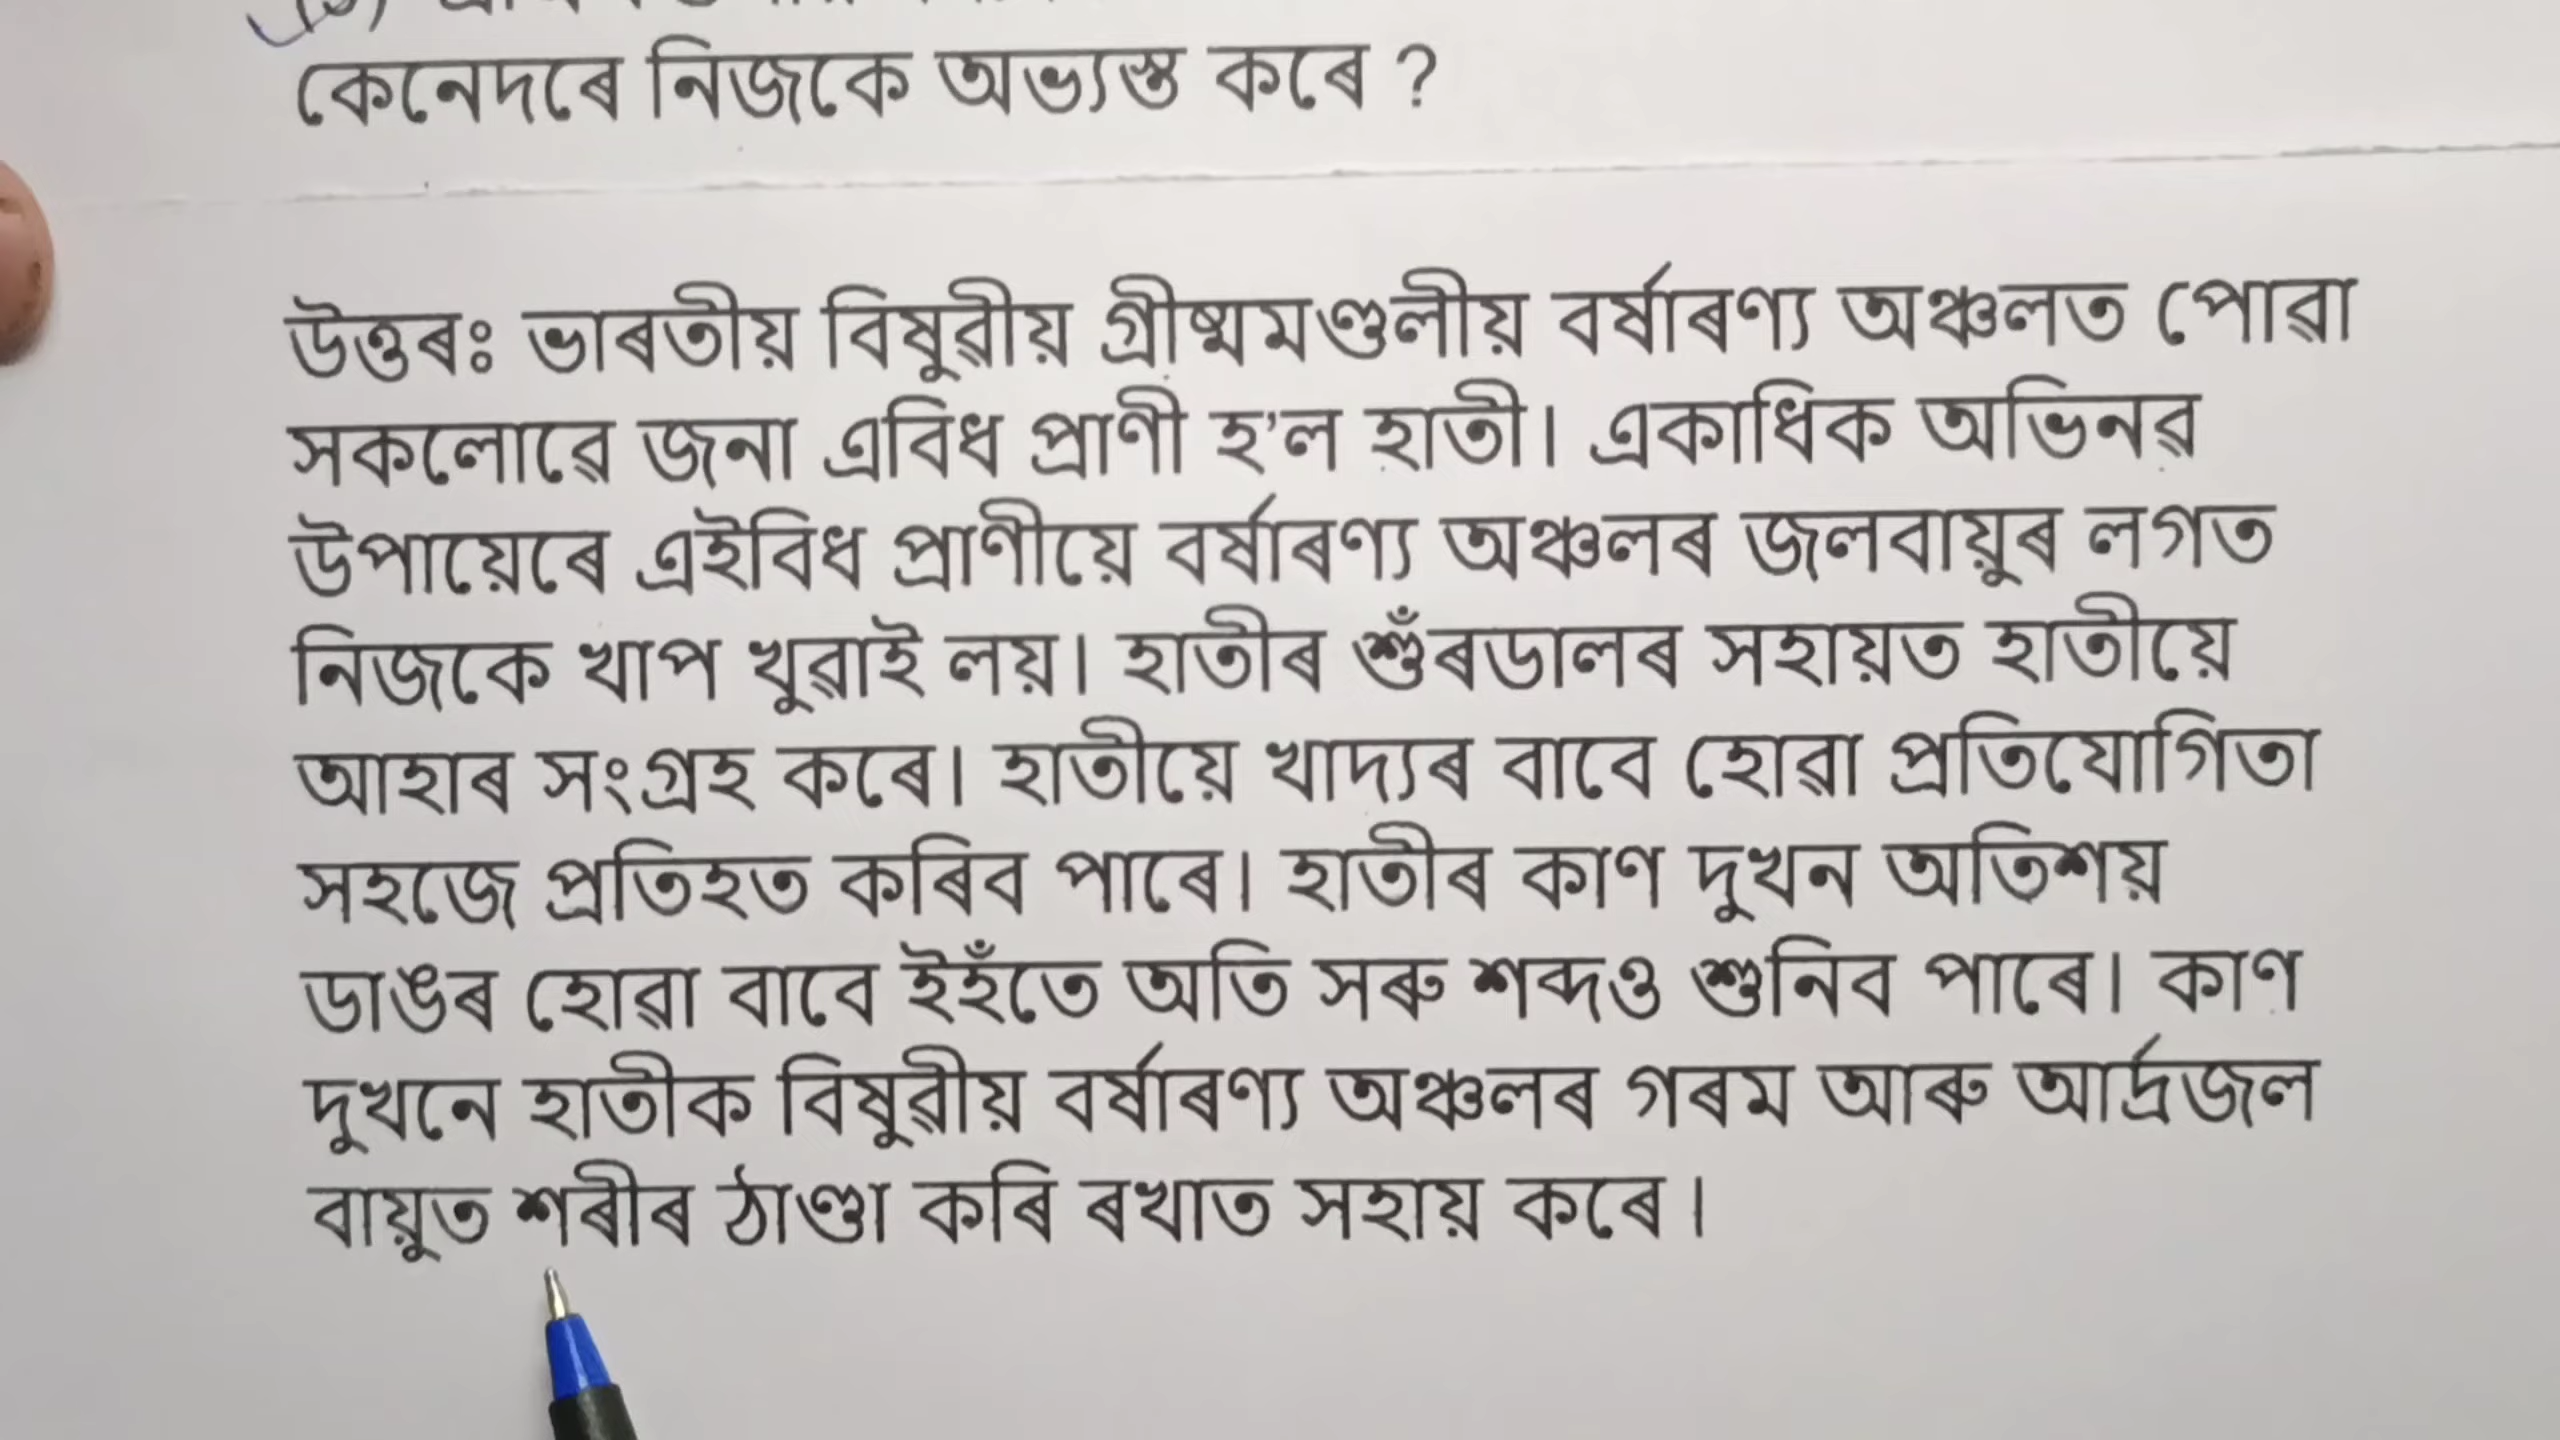 কেনেদৰে নিজকে অভ্যস্ত কৰে ?
উত্তৰঃ ভাৰতীয় বিষুৱীয় গ্ৰীষ্মমণ্ডলীয় বৰ্ষাৰণ্য অঞ্চলত পোৱা
সকলোৱে জনা এবিধ প্ৰাণী হ'ল হাতী। একাধিক অভিনৱ
উপায়েৰে এইবিধ প্ৰাণীয়ে বৰ্ষাৰণ্য অঞ্চলৰ জলবায়ুৰ লগত
নিজকে খাপ খুৱাই লয়। হাতীৰ শুঁৰডালৰ সহায়ত হাতীয়ে
আহাৰ সংগ্ৰহ কৰে। হাতীয়ে খাদ্যৰ বাবে হোৱা প্ৰতিযোগিতা
সহজে প্ৰতিহত কৰিব পাৰে। হাতীৰ কাণ দুখন অতিশয়
ডাঙৰ হোৱা বাবে ইহঁতে অতি সৰু শব্দও শুনিব পাৰে। কাণ
দুখনে হাতীক বিষুৱীয় বৰ্ষাৰণ্য অঞ্চলৰ গৰম আৰু আৰ্দ্ৰজল
বায়ুত শৰীৰ ঠাণ্ডা কৰি ৰখাত সহায় কৰে ।